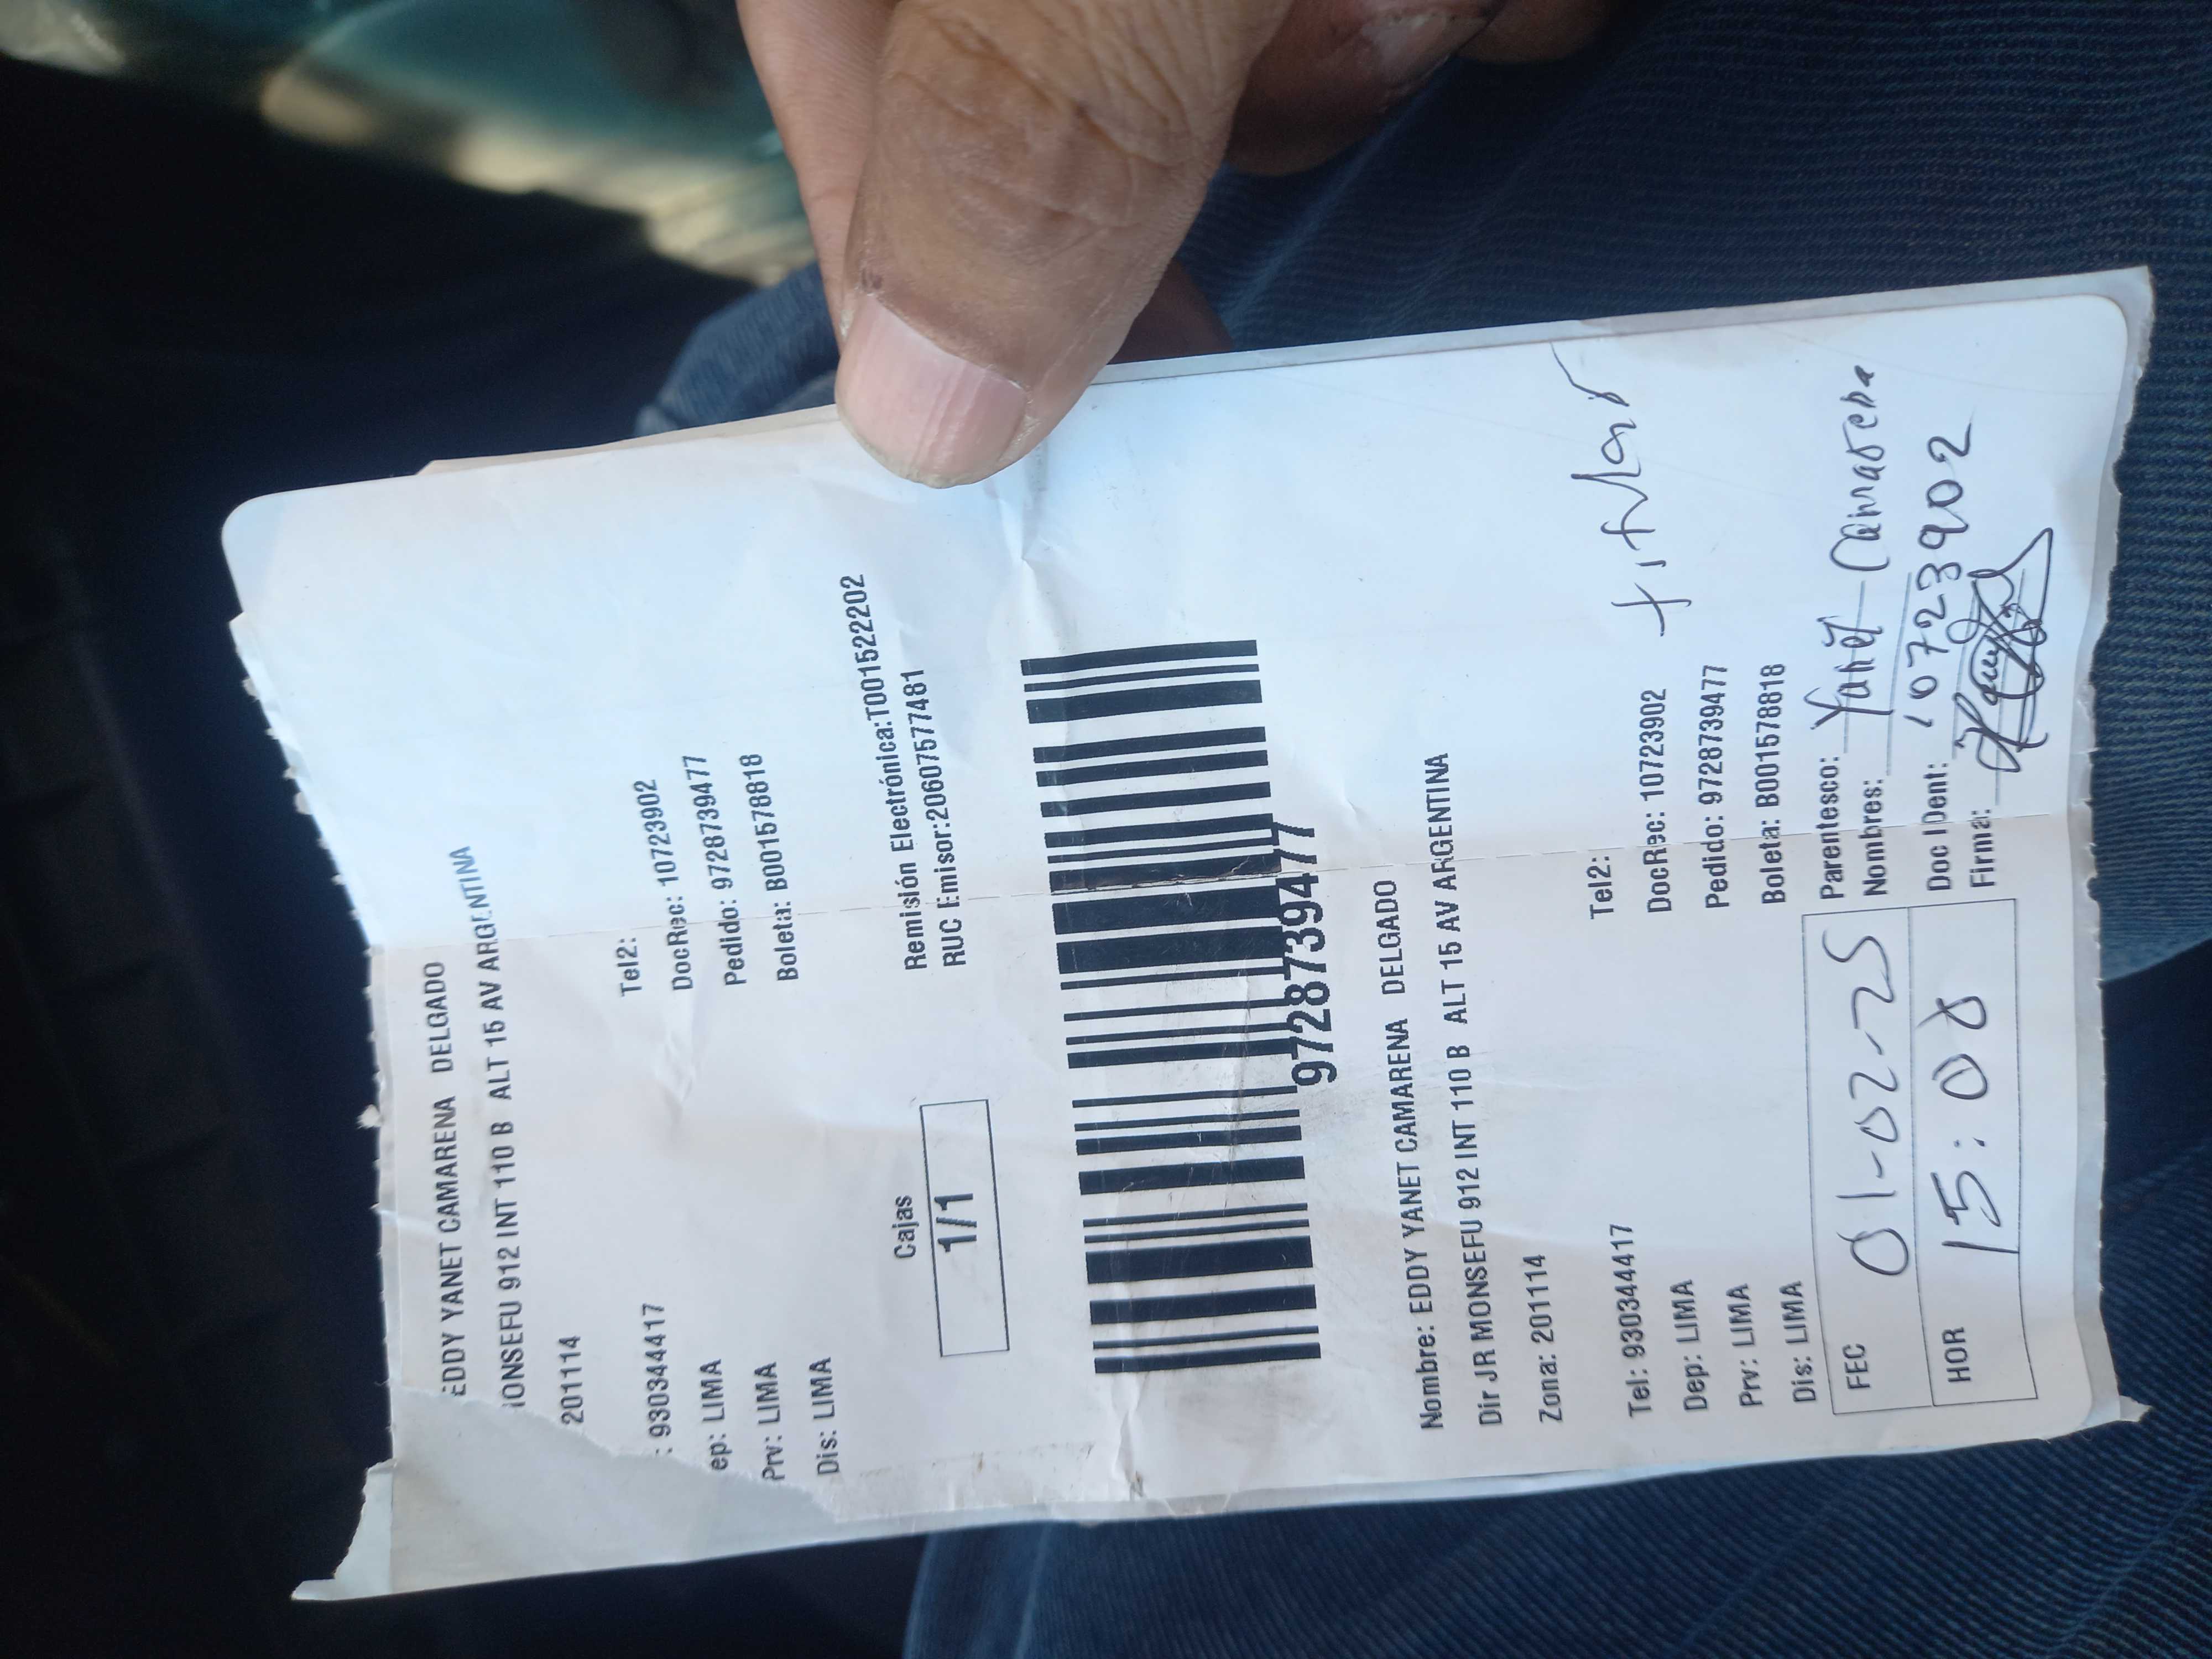 EDDY YANET CAMARENA DELGADO
ONSEFU 912 INT 110 B ALT 15 AV ARGENTINA
201114
: 930344417 Tel2:
ep: LIMA DocRec: 10723902
Prv: LIMA Pedido: 972873947​7
Dis: LIMA Boleta: B001578818
Cajas
1/1
Remisión Electrónica:T001522202
RUC Emisor:20607577481
9728739477
Nombre: EDDY YANET CAMARENA DELGADO
Dir JR MONSEFU 912 INT 110 B ALT 15 AV ARGENTINA
Zona: 201114
Tel: 930344417 Tel2:
Dep: LIMA DocRec: 10723902
titular
Prv: LIMA Pedido: 9728739477
Dis: LIMA Boleta: B001578818
FEC 01-02-25
Parentesco:
Nombres: Yanet Camarena
HOR 15:08
Doc IDent: 10723902
Firma: